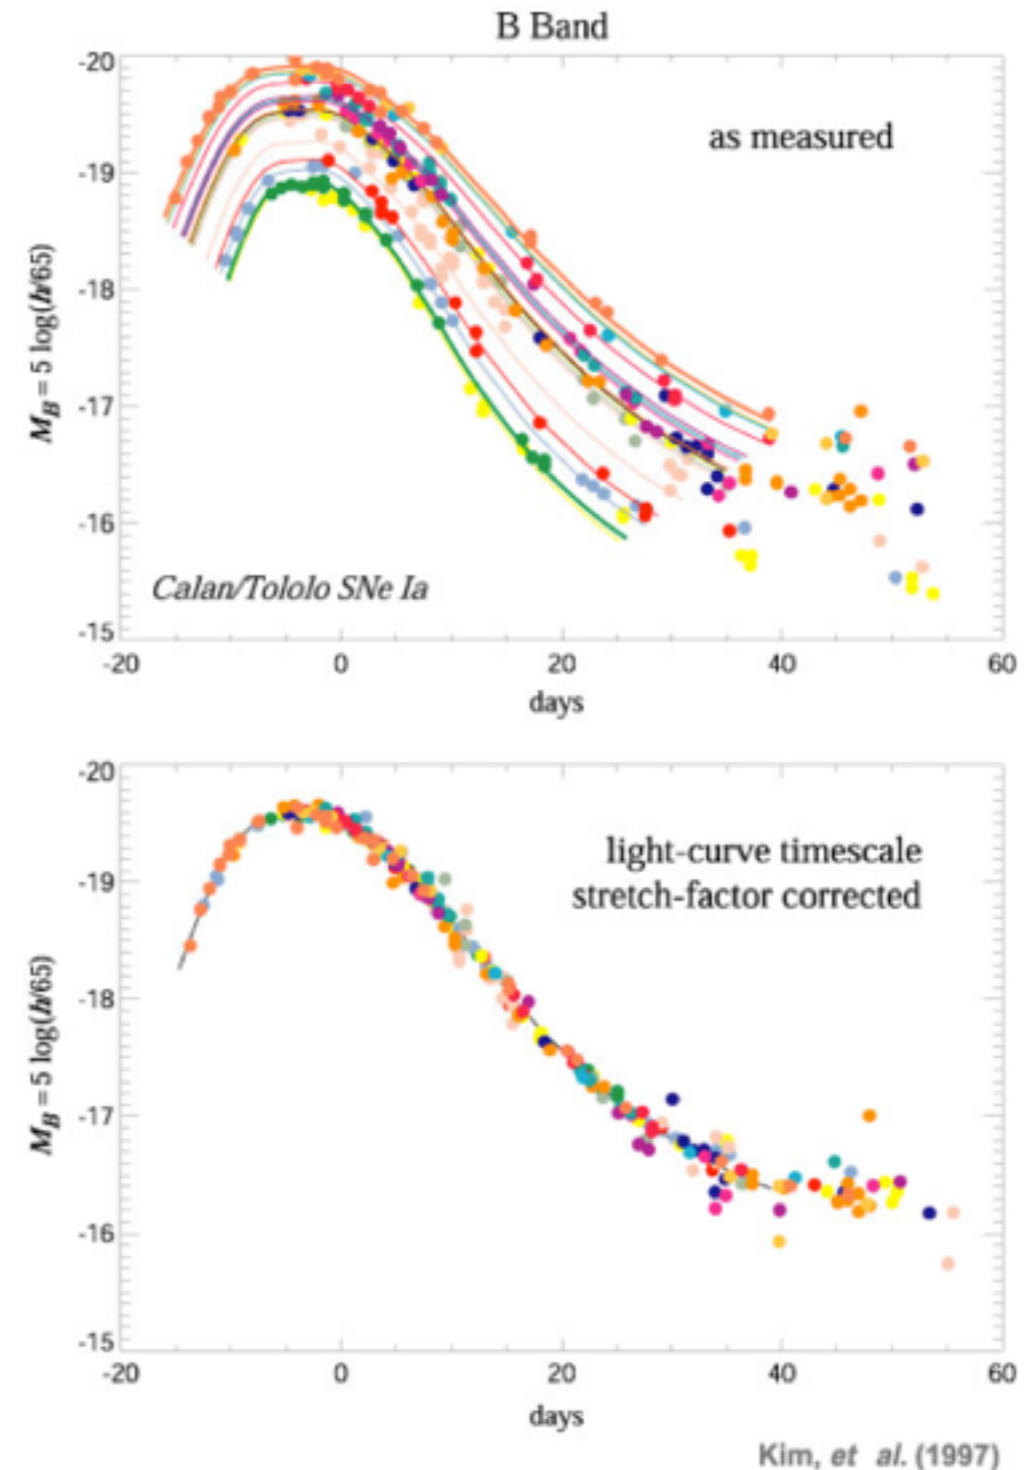 B Band
-20
as measured
-19
-18
-17
-16
-15
M_B = 5 log(h/65)
Calan/Tololo SNe Ia
-20 0 20 40 60
days
-20
light-curve timescale
stretch-factor corrected
-19
-18
-17
-16
-15
M_B = 5 log(h/65)
-20 0 20 40 60
days
Kim, et al. (1997)